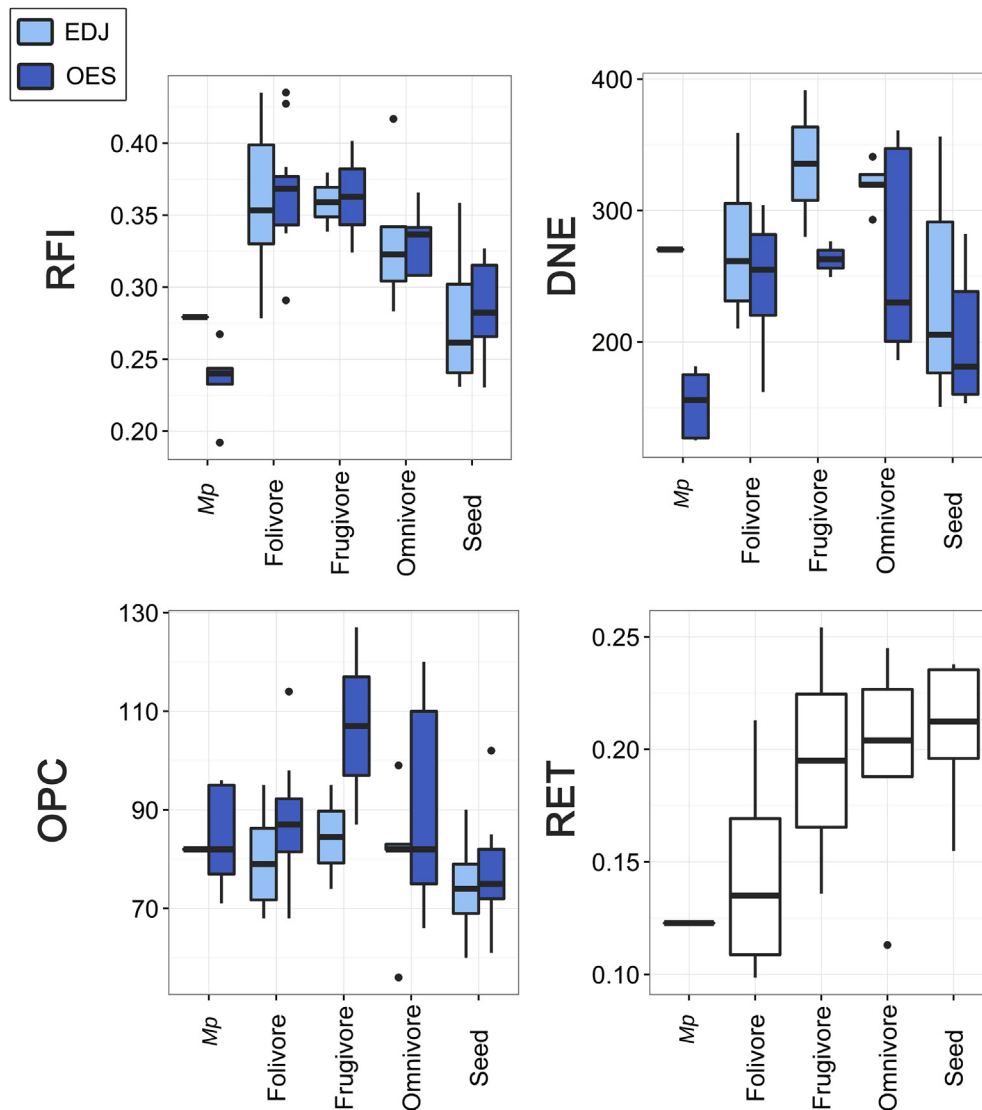 EDJ
OES
RFI
0.40
0.35
0.30
0.25
0.20
Mp
Folivore
Frugivore
Omnivore
Seed
DNE
400
300
200
Mp
Folivore
Frugivore
Omnivore
Seed
OPC
130
110
90
70
Mp
Folivore
Frugivore
Omnivore
Seed
RET
0.25
0.20
0.15
0.10
Mp
Folivore
Frugivore
Omnivore
Seed